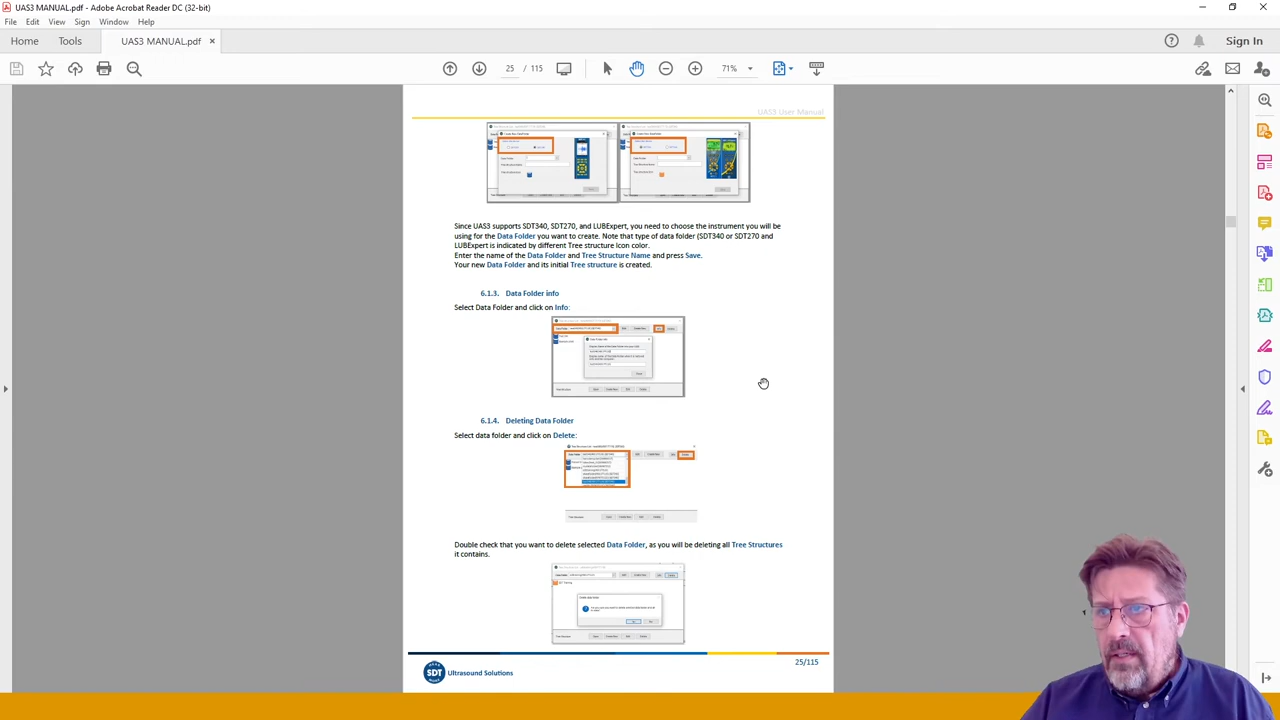 UAS3 MANUAL.pdf - Adobe Acrobat Reader DC (32-bit)
File Edit View Sign Window Help
Home Tools UAS3 MANUAL.pdf × Sign In
25 / 115 71%
UAS3 User Manual
Since UAS3 supports SDT340, SDT270, and LUBExpert, you need to choose the instrument you will be
using for the Data Folder you want to create. Note that type of data folder (SDT340 or SDT270 and
LUBExpert is indicated by different Tree structure Icon color.
Enter the name of the Data Folder and Tree Structure Name and press Save.
Your new Data Folder and its initial Tree structure is created.
6.1.3. Data Folder info
Select Data Folder and click on Info:
6.1.4. Deleting Data Folder
Select data folder and click on Delete:
Double check that you want to delete selected Data Folder, as you will be deleting all Tree Structures
it contains.
25/115
SDT Ultrasound Solutions